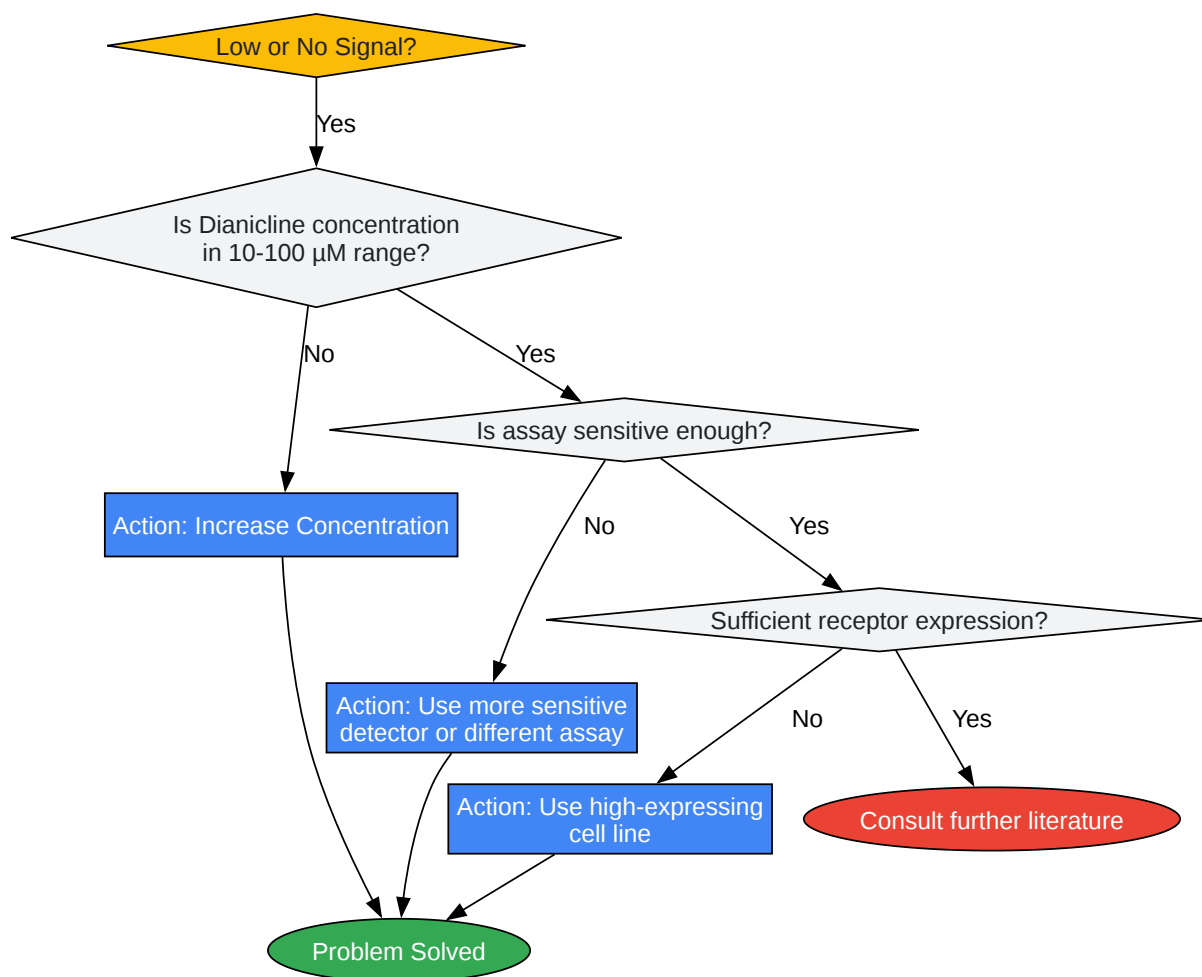 Low or No Signal?
Yes
Is Dianicline concentration
in 10-100 µM range?
No
Yes
Is assay sensitive enough?
Action: Increase Concentration
No
Yes
Sufficient receptor expression?
Action: Use more sensitive
detector or different assay
No
Yes
Action: Use high-expressing
cell line
Consult further literature
Problem Solved